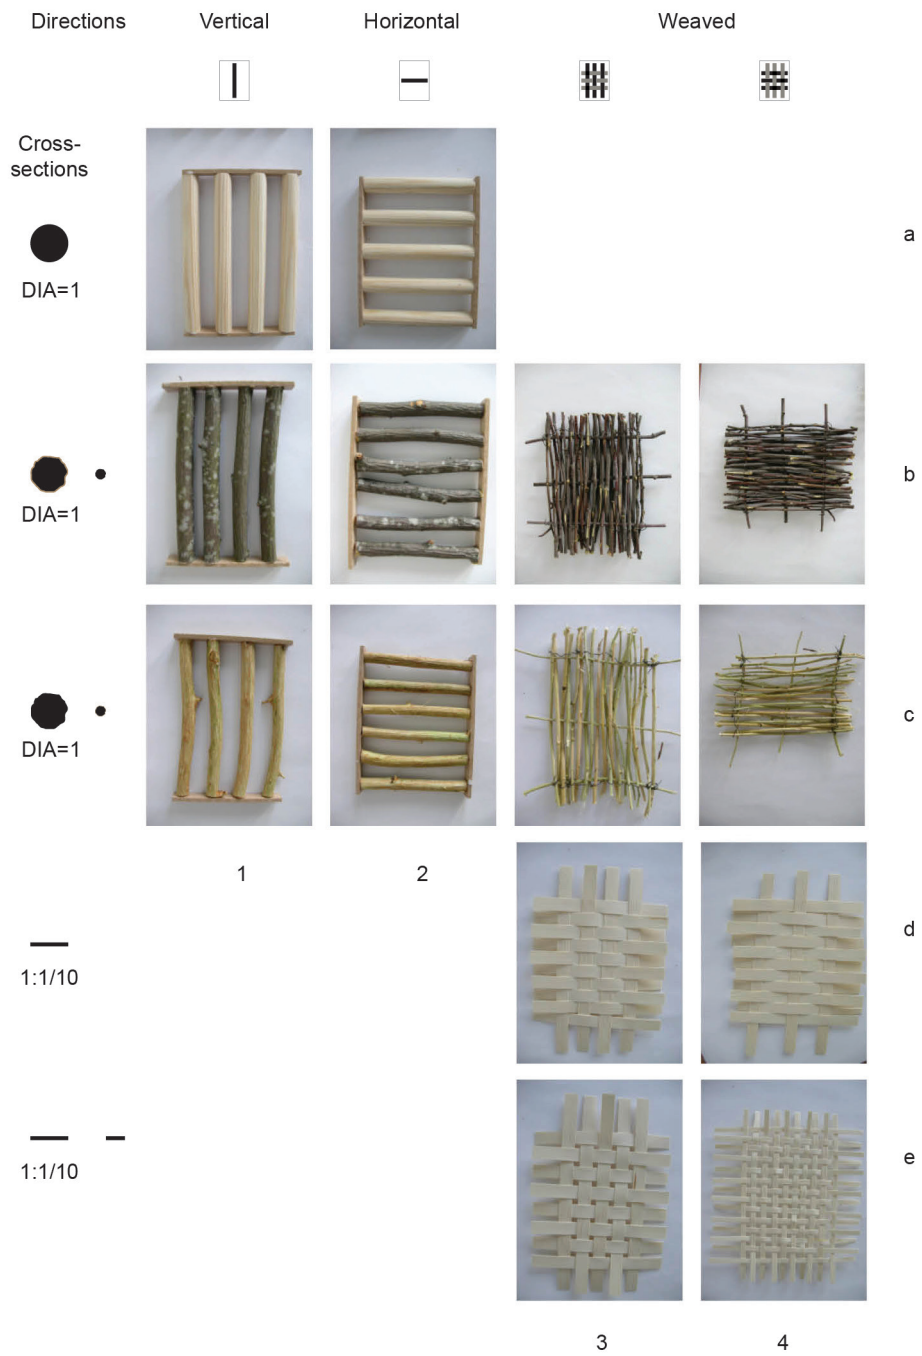 Directions Vertical Horizontal Weaved
Cross-
sections
a
DIA=1
b
DIA=1
c
DIA=1
1 2
d
1:1/10
e
1:1/10
3 4